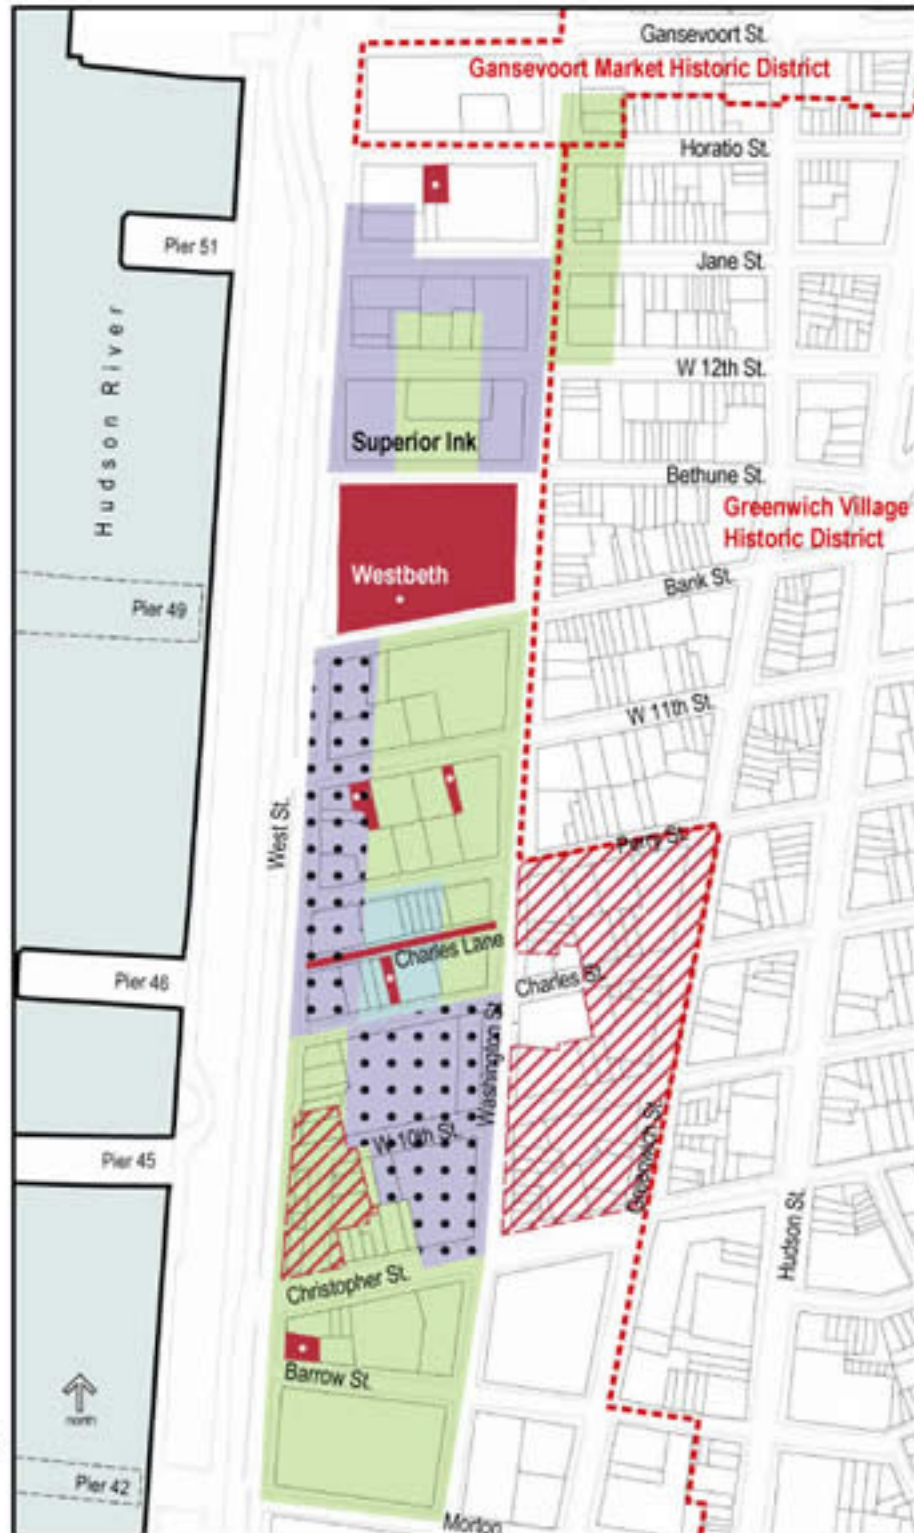 Gansevoort St.
Gansevoort Market Historic District
Horatio St.
Pier 51
Jane St.
Hudson River
W 12th St.
Superior Ink
Bethune St.
Greenwich Village
Historic District
Westbeth
Bank St.
Pier 49
W 11th St.
West St.
Perry St.
Charles Lane
Pier 46
Charles St.
Washington St.
W 10th St.
Greenwich St.
Pier 45
Hudson St.
Christopher St.
Barrow St.
north
Pier 42
Morton